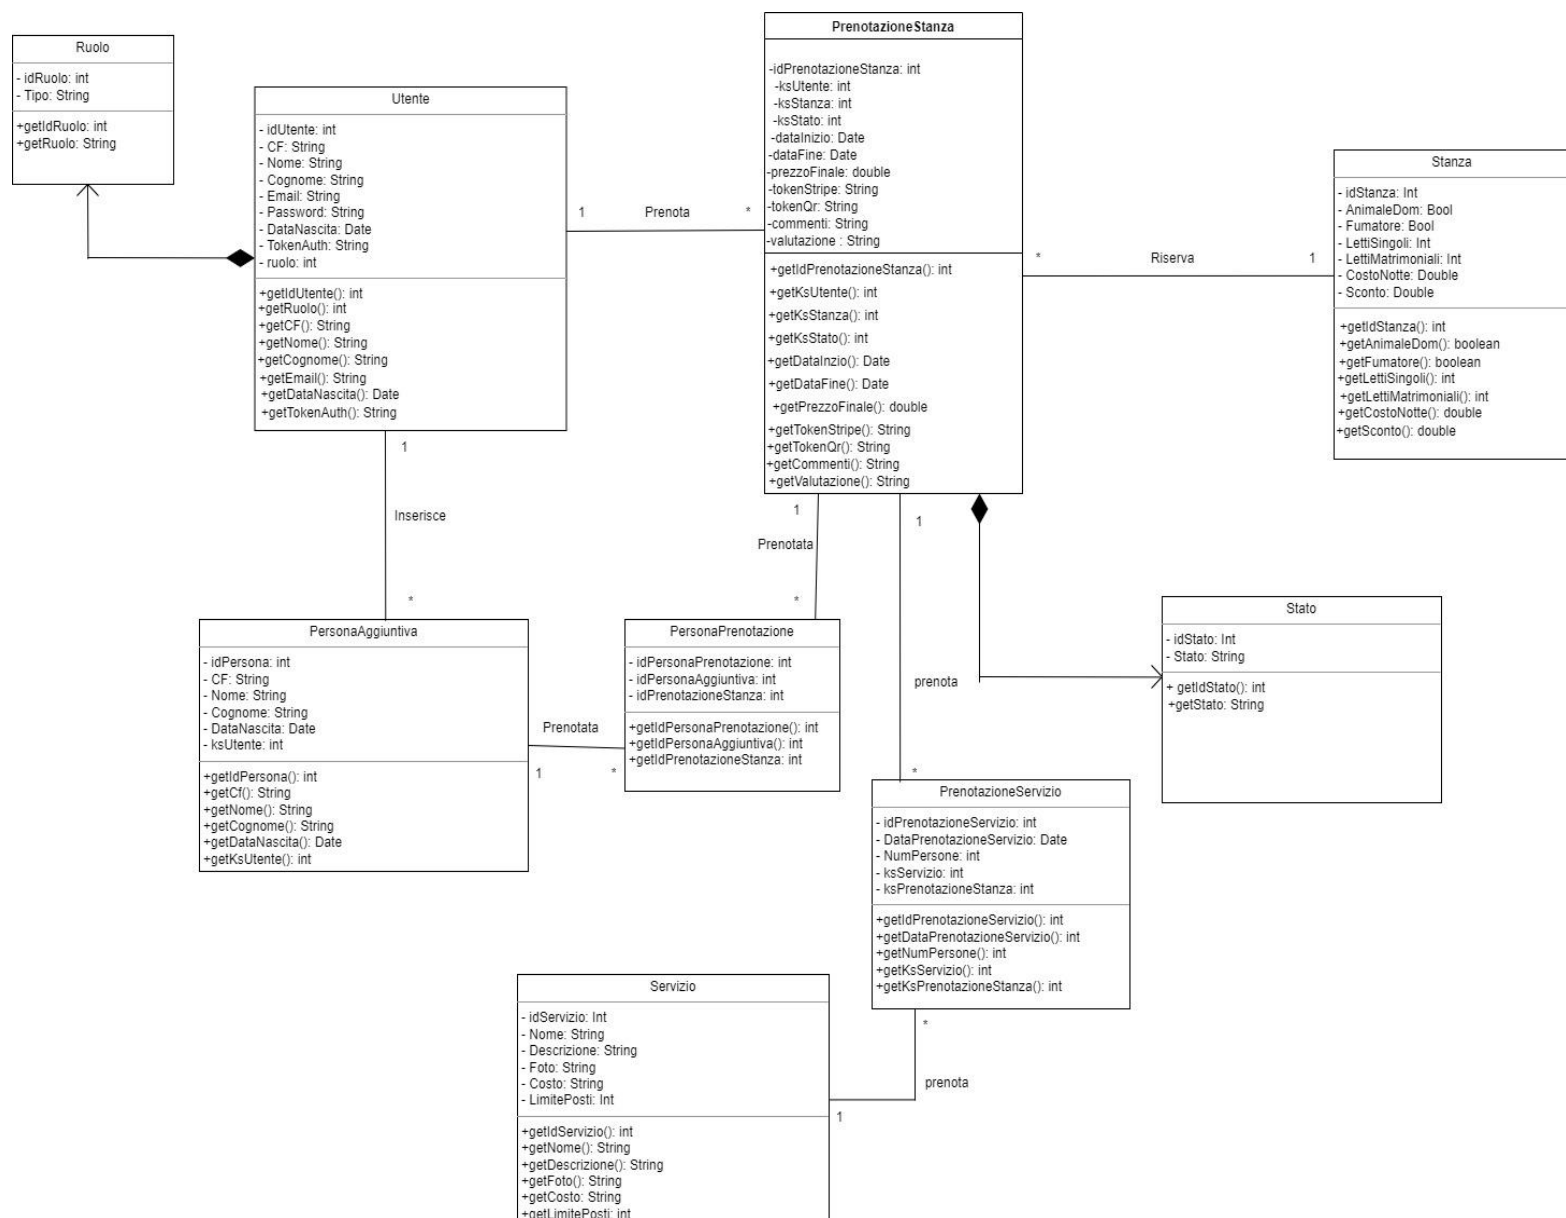 Ruolo
- idRuolo: int
- Tipo: String
+getIdRuolo: int
+getRuolo: String
Utente
- idUtente: int
- CF: String
- Nome: String
- Cognome: String
- Email: String
- Password: String
- DataNascita: Date
- TokenAuth: String
- ruolo: int
+getIdUtente(): int
+getRuolo(): int
+getCF(): String
+getNome(): String
+getCognome(): String
+getEmail(): String
+getDataNascita(): Date
+getTokenAuth(): String
1
Prenota
*
PrenotazioneStanza
-idPrenotazioneStanza: int
-ksUtente: int
-ksStanza: int
-ksStato: int
-dataInizio: Date
-dataFine: Date
-prezzoFinale: double
-tokenStripe: String
-tokenQr: String
-commenti: String
-valutazione : String
+getIdPrenotazioneStanza(): int
+getKsUtente(): int
+getKsStanza(): int
+getKsStato(): int
+getDataInzio(): Date
+getDataFine(): Date
+getPrezzoFinale(): double
+getTokenStripe(): String
+getTokenQr(): String
+getCommenti(): String
+getValutazione(): String
*
Riserva
1
Stanza
- idStanza: Int
- AnimaleDom: Bool
- Fumatore: Bool
- LettiSingoli: Int
- LettiMatrimoniali: Int
- CostoNotte: Double
- Sconto: Double
+getIdStanza(): int
+getAnimaleDom(): boolean
+getFumatore(): boolean
+getLettiSingoli(): int
+getLettiMatrimoniali(): int
+getCostoNotte(): double
+getSconto(): double
1
Inserisce
*
1
Prenotata
*
1
prenota
*
PersonaAggiuntiva
- idPersona: int
- CF: String
- Nome: String
- Cognome: String
- DataNascita: Date
- ksUtente: int
+getIdPersona(): int
+getCf(): String
+getNome(): String
+getCognome(): String
+getDataNascita(): Date
+getKsUtente(): int
Prenotata
1
*
PersonaPrenotazione
- idPersonaPrenotazione: int
- idPersonaAggiuntiva: int
- idPrenotazioneStanza: int
+getIdPersonaPrenotazione(): int
+getIdPersonaAggiuntiva(): int
+getIdPrenotazioneStanza: int
Stato
- idStato: Int
- Stato: String
+ getIdStato(): int
+getStato: String
PrenotazioneServizio
- idPrenotazioneServizio: int
- DataPrenotazioneServizio: Date
- NumPersone: int
- ksServizio: int
- ksPrenotazioneStanza: int
+getIdPrenotazioneServizio(): int
+getDataPrenotazioneServizio(): int
+getNumPersone(): int
+getKsServizio(): int
+getKsPrenotazioneStanza(): int
*
prenota
1
Servizio
- idServizio: Int
- Nome: String
- Descrizione: String
- Foto: String
- Costo: String
- LimitePosti: Int
+getIdServizio(): int
+getNome(): String
+getDescrizione(): String
+getFoto(): String
+getCosto: String
+getLimitePosti: int